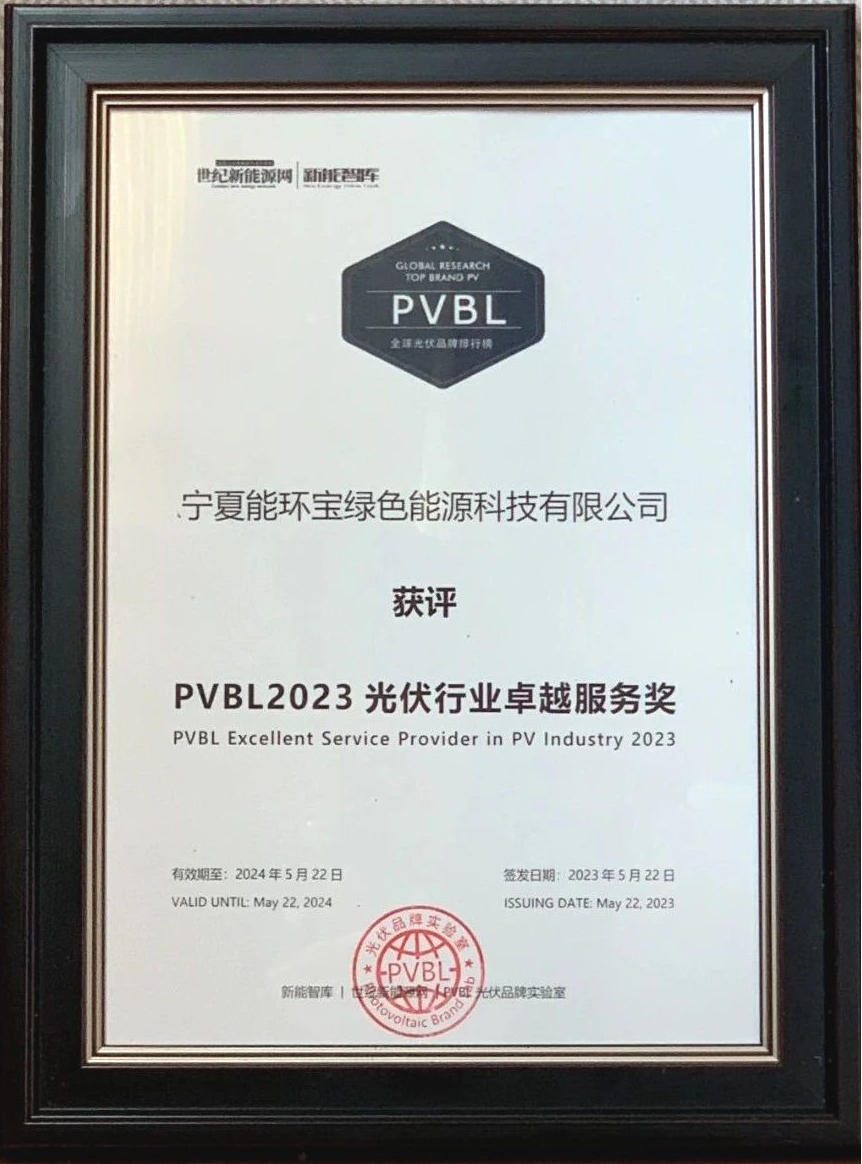 世纪新能源网 | 新能智库
GLOBAL RESEARCH
TOP BRAND PV
PVBL
全球光伏品牌排行榜
宁夏能环宝绿色能源科技有限公司
获评
PVBL2023 光伏行业卓越服务奖
PVBL Excellent Service Provider in PV Industry 2023
有效期至：2024 年 5 月 22 日
签发日期：2023 年 5 月 22 日
VALID UNTIL: May 22, 2024
ISSUING DATE: May 22, 2023
光伏品牌实验室
PVBL
Photovoltaic Brand Lab
新能智库 | 世纪新能源网 | PVBL 光伏品牌实验室